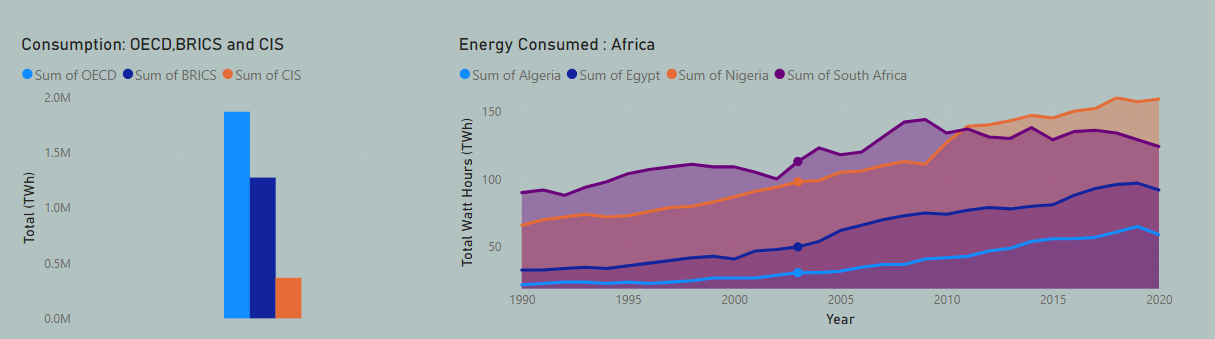 Consumption: OECD,BRICS and CIS
Sum of OECD Sum of BRICS Sum of CIS
Total (TWh)
2.0M
1.5M
1.0M
0.5M
0.0M
Energy Consumed : Africa
Sum of Algeria Sum of Egypt Sum of Nigeria Sum of South Africa
Total Watt Hours (TWh)
150
100
50
1990 1995 2000 2005 2010 2015 2020
Year